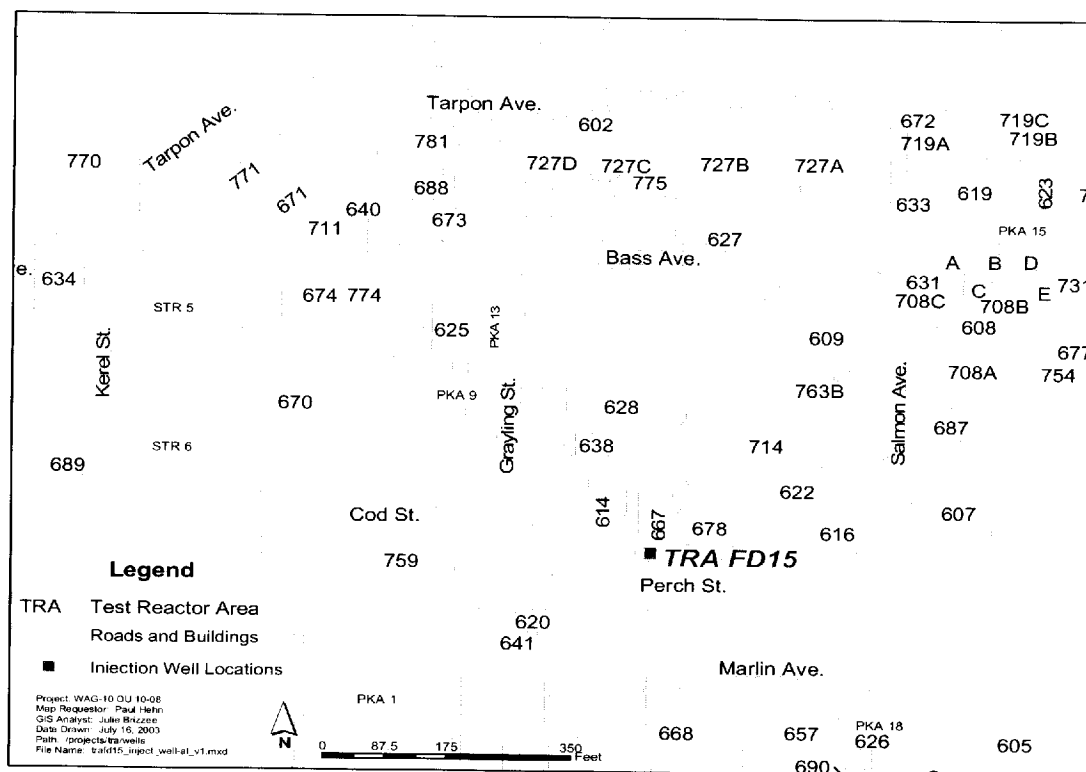 Tarpon Ave.
Tarpon Ave.
602
672
719C
781
719A
719B
770
771
727D
727C
727B
727A
775
688
671
640
673
711
633
619
623
PKA 15
627
Bass Ave.
634
674
774
STR 5
631
A
B
D
C
E
708C
708B
731
608
625
PKA 13
609
677
Kerel St.
670
PKA 9
Grayling St.
628
763B
Salmon Ave.
708A
754
687
638
714
STR 6
689
622
614
667
678
616
607
Cod St.
759
TRA FD15
Perch St.
620
641
Marlin Ave.
PKA 1
668
657
PKA 18
626
605
690
Legend
TRA Test Reactor Area
Roads and Buildings
Injection Well Locations
Project: WAG-10 OU 10-08
Map Requestor: Paul Hehn
GIS Analyst: Julie Brizzee
Date Drawn: July 16, 2003
Path: /projects/tra/wells
File Name: trafd15_inject_well-al_v1.mxd
N
0 87.5 175 350
Feet